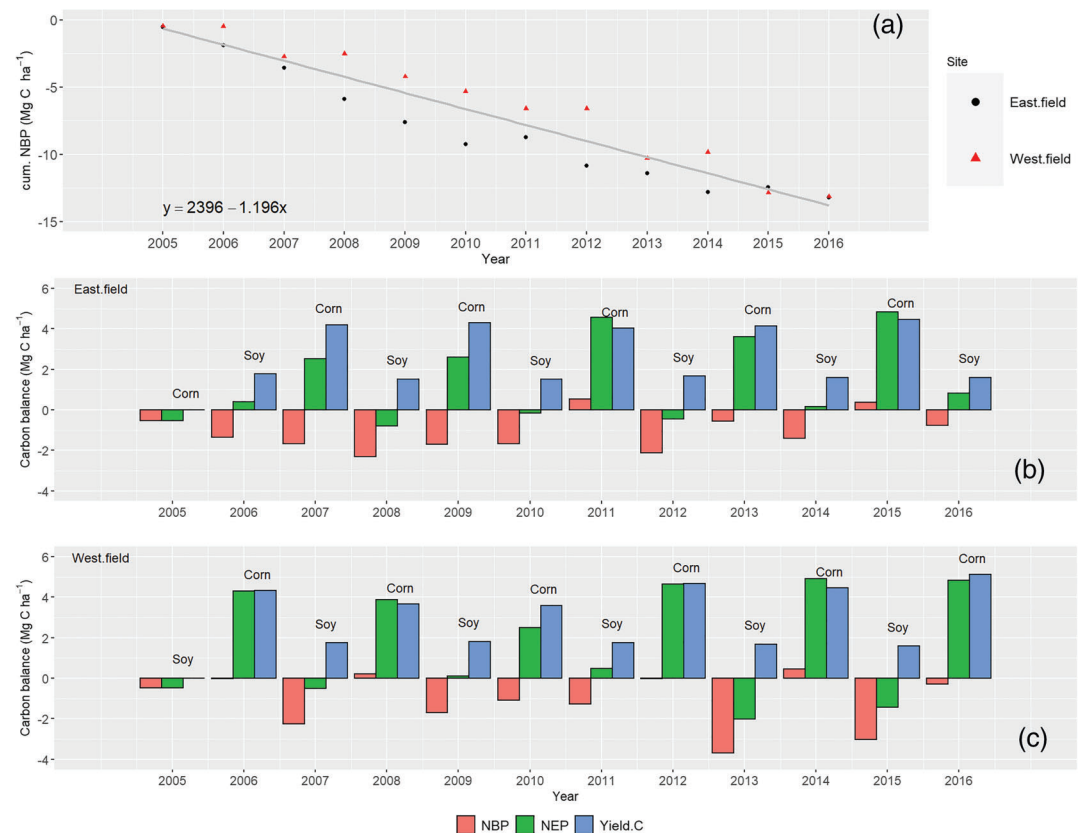 (a)
cum. NBP (Mg C ha⁻¹)
0
-5
-10
-15
y = 2396 − 1.196x
2005 2006 2007 2008 2009 2010 2011 2012 2013 2014 2015 2016
Year
Site
East.field
West.field
East.field
Carbon balance (Mg C ha⁻¹)
6
4
2
0
-2
-4
Corn Soy Corn Soy Corn Soy Corn Soy Corn Soy Corn Soy
(b)
2005 2006 2007 2008 2009 2010 2011 2012 2013 2014 2015 2016
West.field
Carbon balance (Mg C ha⁻¹)
6
4
2
0
-2
-4
Soy Corn Soy Corn Soy Corn Soy Corn Soy Corn Soy Corn
(c)
2005 2006 2007 2008 2009 2010 2011 2012 2013 2014 2015 2016
Year
NBP NEP Yield.C